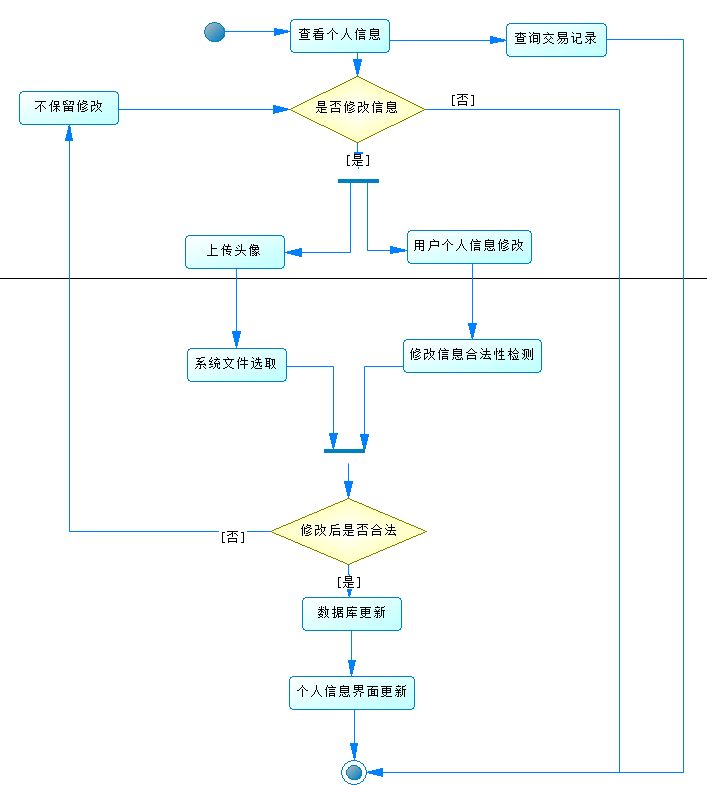 查看个人信息
查询交易记录
不保留修改
是否修改信息
[否]
[是]
上传头像
用户个人信息修改
系统文件选取
修改信息合法性检测
修改后是否合法
[否]
[是]
数据库更新
个人信息界面更新